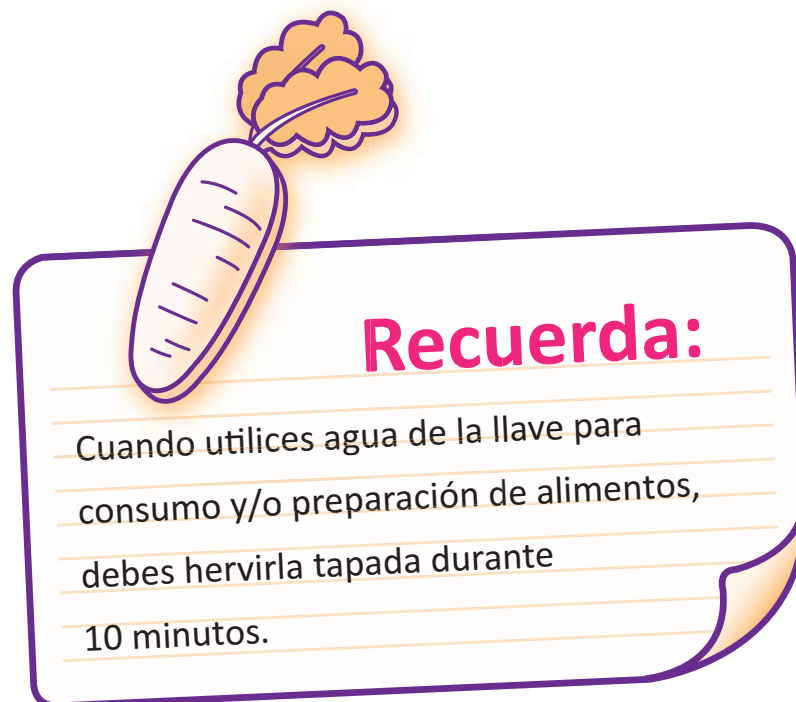 Recuerda:
Cuando utilices agua de la llave para
consumo y/o preparación de alimentos,
debes hervirla tapada durante
10 minutos.